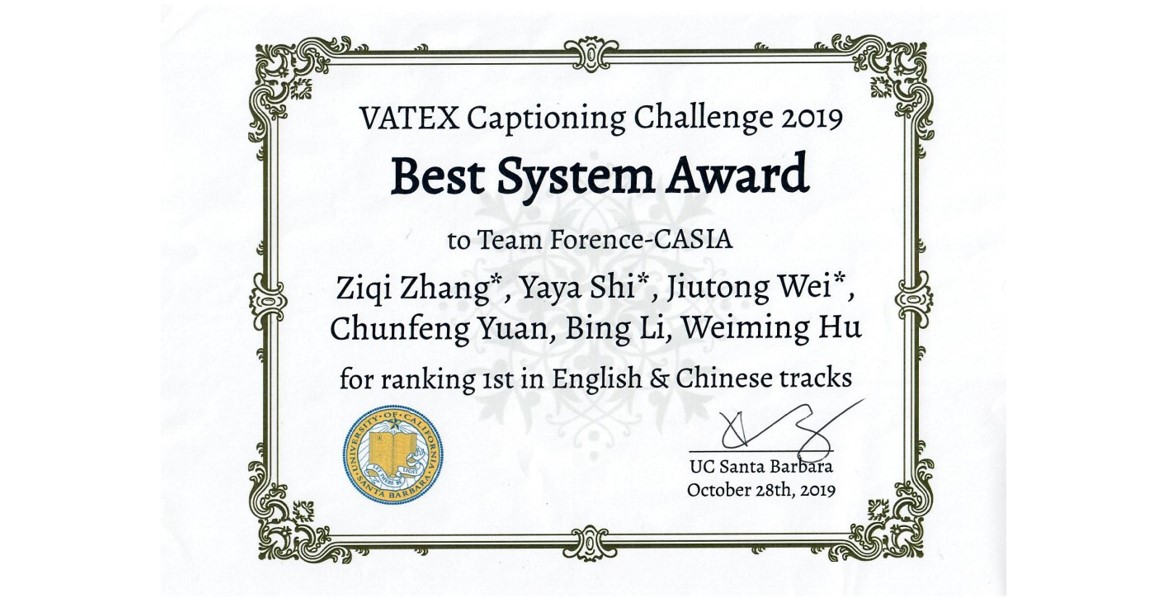 VATEX Captioning Challenge 2019
Best System Award
to Team Forence-CASIA
Ziqi Zhang*, Yaya Shi*, Jiutong Wei*,
Chunfeng Yuan, Bing Li, Weiming Hu
for ranking 1st in English & Chinese tracks
UNIVERSITY OF CALIFORNIA
LET THERE BE LIGHT
SANTA BARBARA
UC Santa Barbara
October 28th, 2019